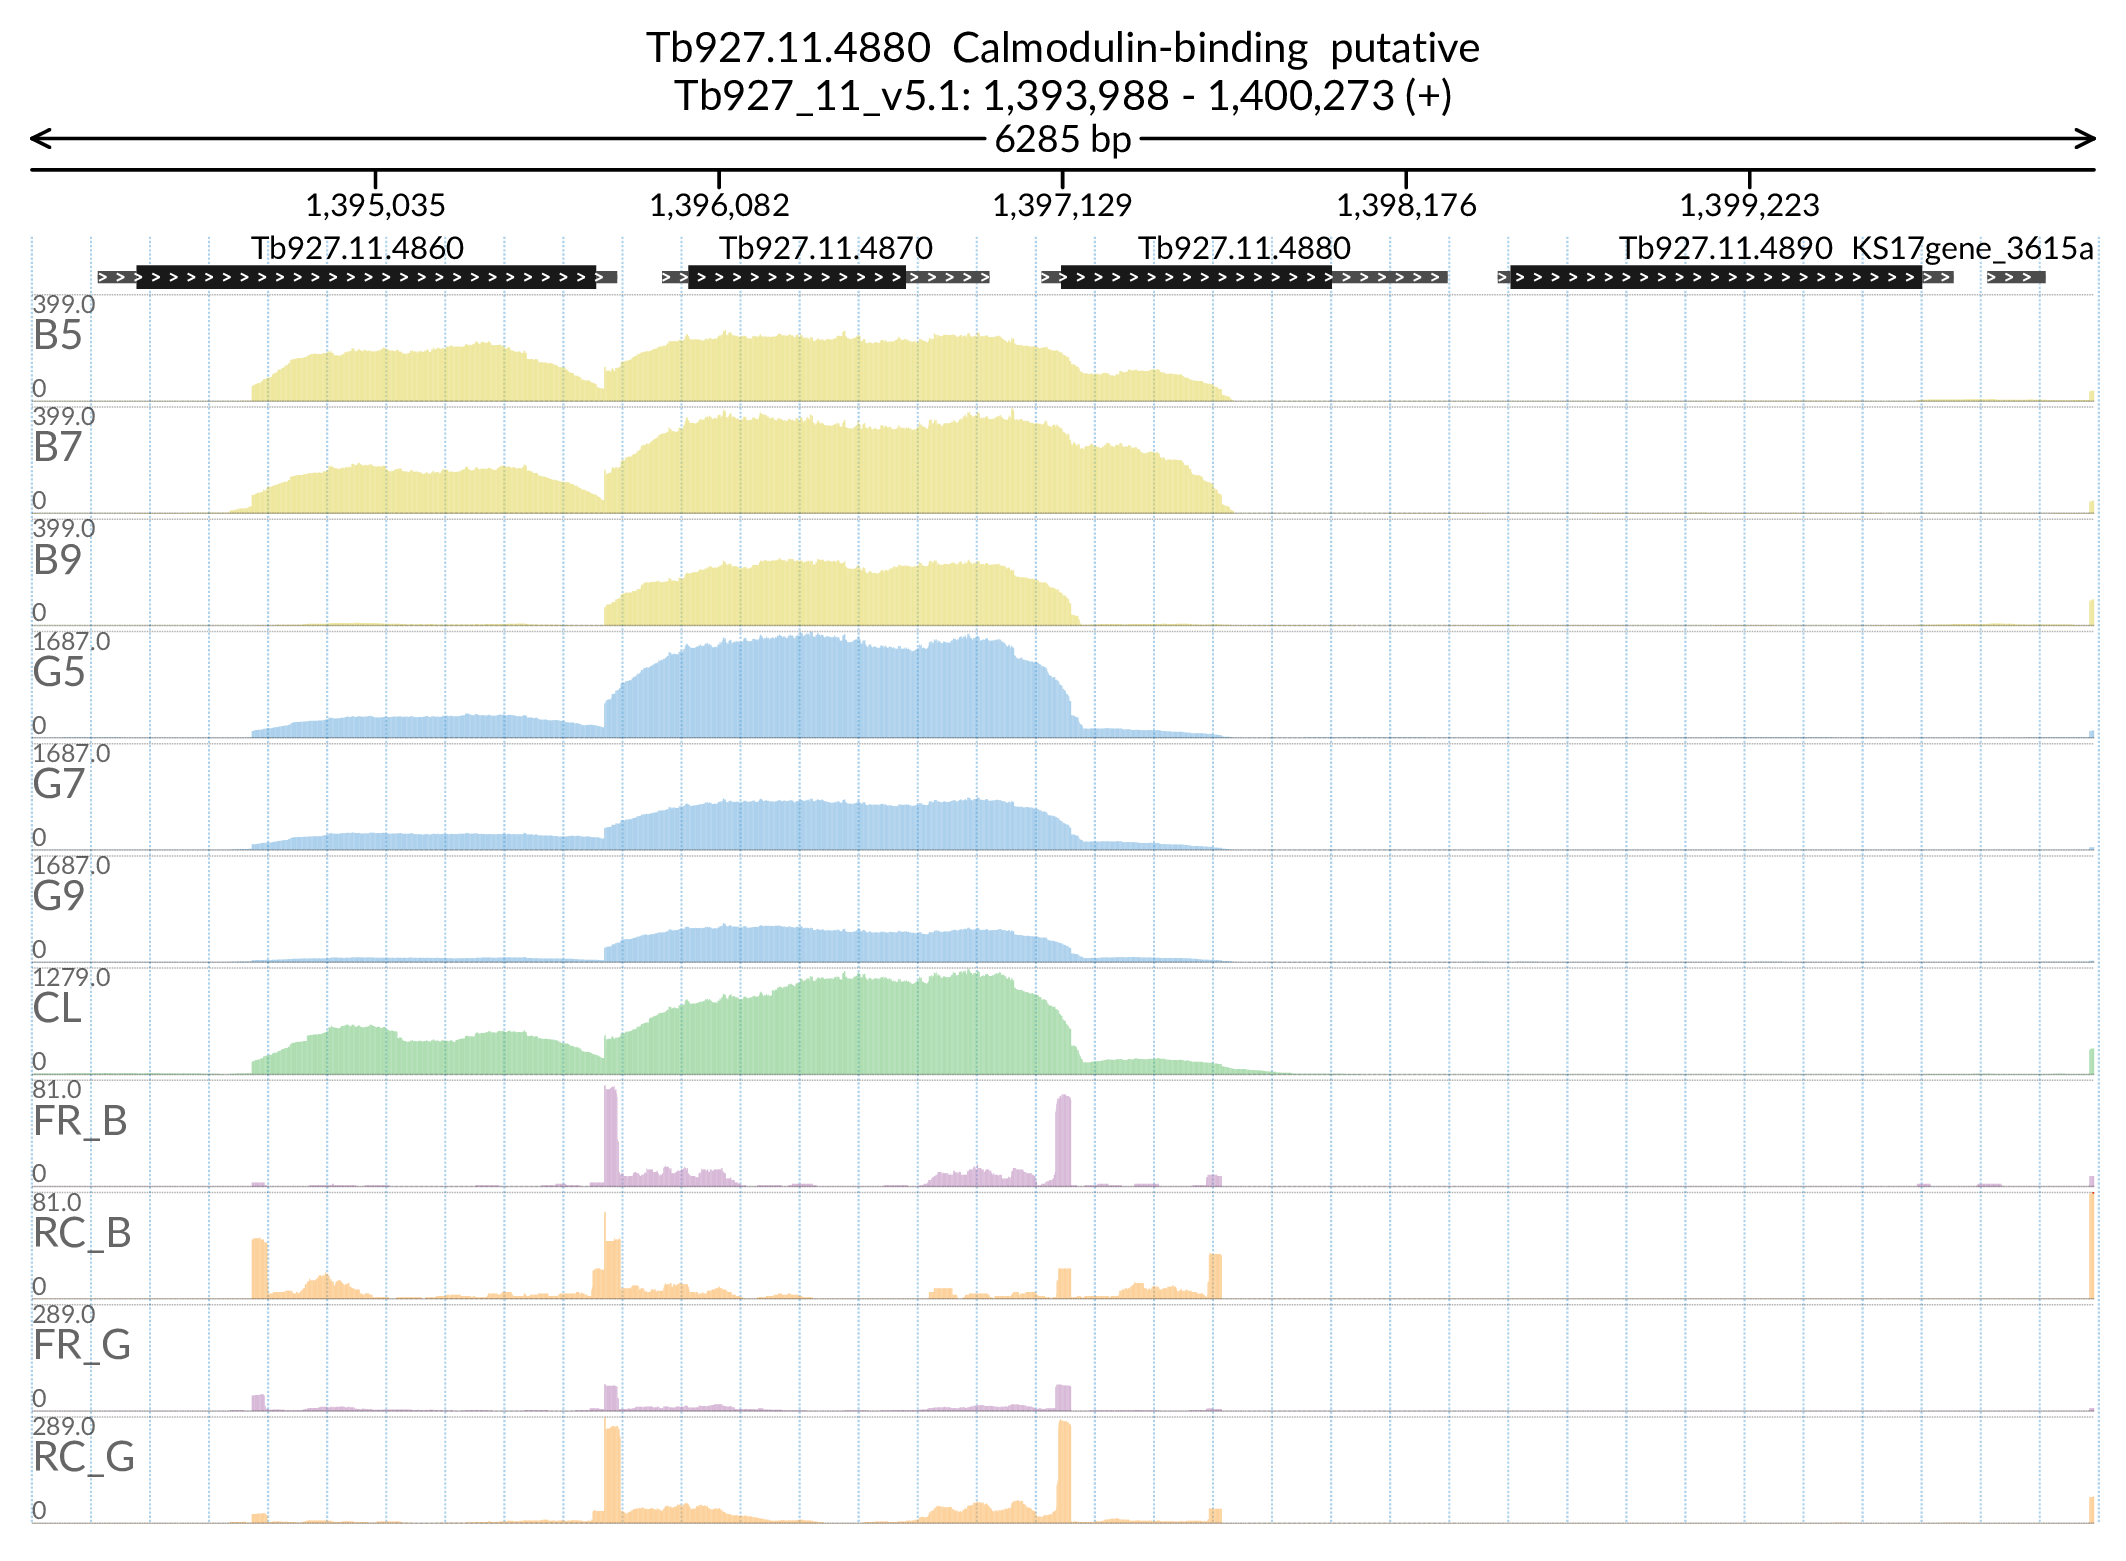 Tb927.11.4880 Calmodulin-binding putative
Tb927_11_v5.1: 1,393,988 - 1,400,273 (+)
6285 bp
1,395,035 1,396,082 1,397,129 1,398,176 1,399,223
Tb927.11.4860 Tb927.11.4870 Tb927.11.4880 Tb927.11.4890 KS17gene_3615a
399.0
B5
0
399.0
B7
0
399.0
B9
0
1687.0
G5
0
1687.0
G7
0
1687.0
G9
0
1279.0
CL
0
81.0
FR_B
0
81.0
RC_B
0
289.0
FR_G
0
289.0
RC_G
0